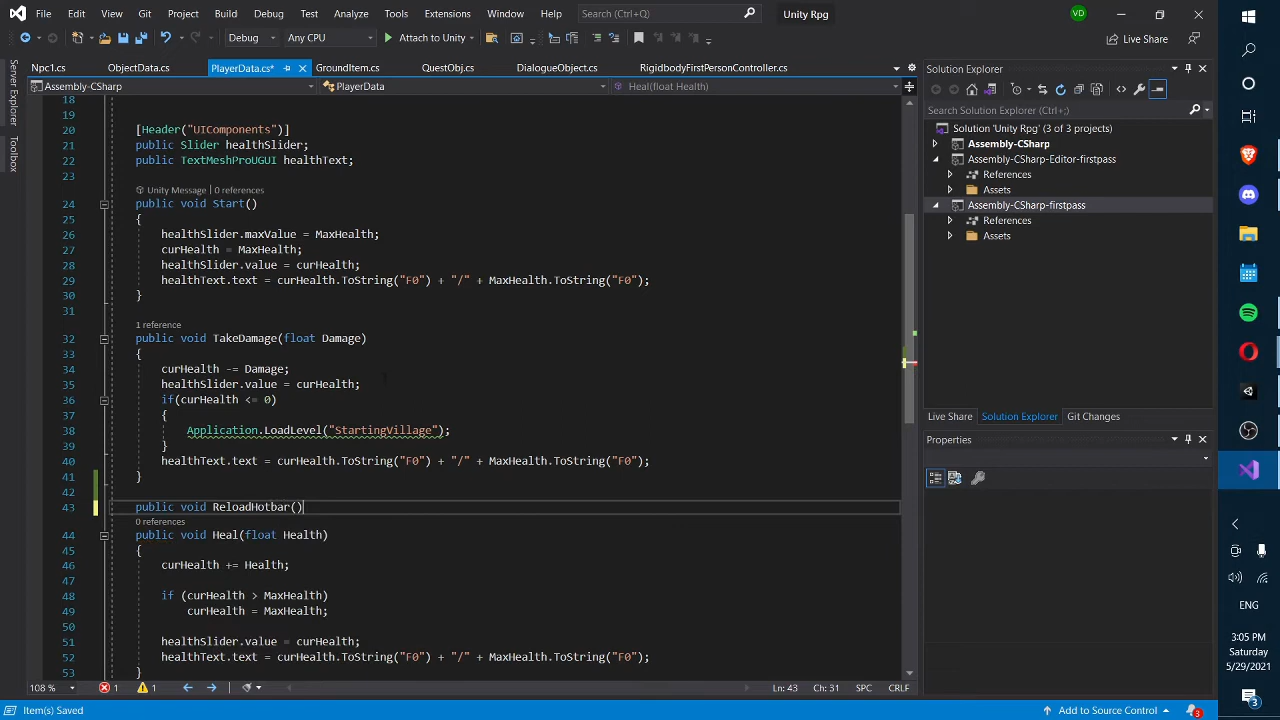 File Edit View Git Project Build Debug Test Analyze Tools Extensions Window Help Search (Ctrl+Q) Unity Rpg VD
Debug Any CPU Attach to Unity Live Share
Server Explorer
Toolbox
Npc1.cs ObjectData.cs PlayerData.cs* GroundItem.cs QuestObj.cs DialogueObject.cs RigidbodyFirstPersonController.cs
Assembly-CSharp PlayerData Heal(float Health)
18
19
20 [Header("UIComponents")]
21 public Slider healthSlider;
22 public TextMeshProUGUI healthText;
23
Unity Message | 0 references
24 public void Start()
25 {
26 healthSlider.maxValue = MaxHealth;
27 curHealth = MaxHealth;
28 healthSlider.value = curHealth;
29 healthText.text = curHealth.ToString("F0") + "/" + MaxHealth.ToString("F0");
30 }
31
1 reference
32 public void TakeDamage(float Damage)
33 {
34 curHealth -= Damage;
35 healthSlider.value = curHealth;
36 if(curHealth <= 0)
37 {
38 Application.LoadLevel("StartingVillage");
39 }
40 healthText.text = curHealth.ToString("F0") + "/" + MaxHealth.ToString("F0");
41 }
42
43 public void ReloadHotbar()
0 references
44 public void Heal(float Health)
45 {
46 curHealth += Health;
47
48 if (curHealth > MaxHealth)
49 curHealth = MaxHealth;
50
51 healthSlider.value = curHealth;
52 healthText.text = curHealth.ToString("F0") + "/" + MaxHealth.ToString("F0");
53 }
108 % 1 1 Ln: 43 Ch: 31 SPC CRLF
Item(s) Saved Add to Source Control 3
Solution Explorer
Search Solution Explorer (Ctrl+;)
Solution 'Unity Rpg' (3 of 3 projects)
Assembly-CSharp
Assembly-CSharp-Editor-firstpass
References
Assets
Assembly-CSharp-firstpass
References
Assets
Live Share Solution Explorer Git Changes
Properties
ENG
3:05 PM
Saturday
5/29/2021
3